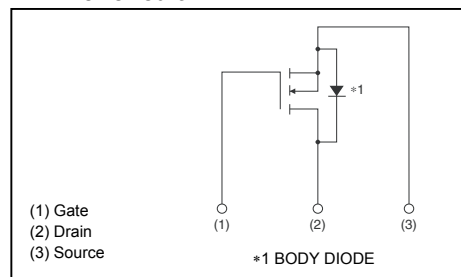 *1
(1) (2) (3)
(1) Gate
(2) Drain
(3) Source
*1 BODY DIODE